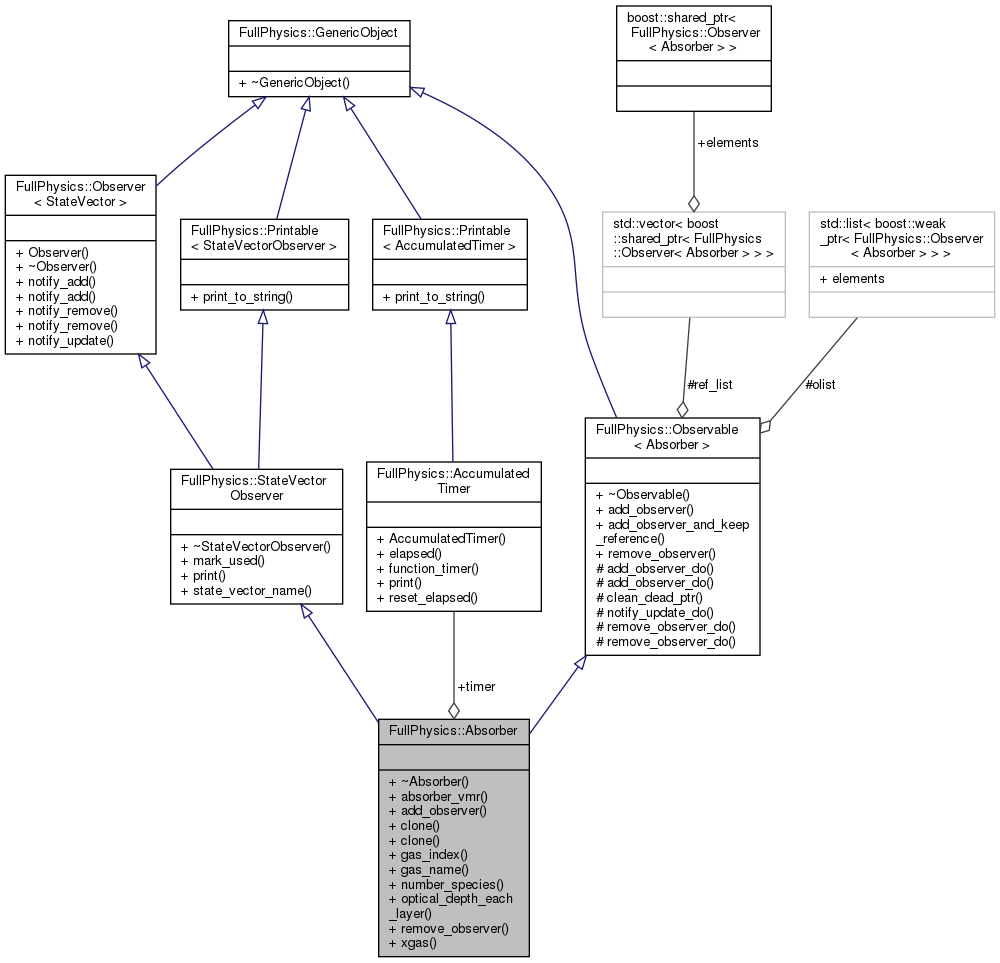 FullPhysics::GenericObject
+ ~GenericObject()
boost::shared_ptr<
FullPhysics::Observer
< Absorber > >
+elements
FullPhysics::Observer
< StateVector >
+ Observer()
+ ~Observer()
+ notify_add()
+ notify_add()
+ notify_remove()
+ notify_remove()
+ notify_update()
FullPhysics::Printable
< StateVectorObserver >
+ print_to_string()
FullPhysics::Printable
< AccumulatedTimer >
+ print_to_string()
std::vector< boost
::shared_ptr< FullPhysics
::Observer< Absorber > > >
std::list< boost::weak
_ptr< FullPhysics::Observer
< Absorber > > >
+ elements
#ref_list
#olist
FullPhysics::StateVector
Observer
+ ~StateVectorObserver()
+ mark_used()
+ print()
+ state_vector_name()
FullPhysics::Accumulated
Timer
+ AccumulatedTimer()
+ elapsed()
+ function_timer()
+ print()
+ reset_elapsed()
FullPhysics::Observable
< Absorber >
+ ~Observable()
+ add_observer()
+ add_observer_and_keep
_reference()
+ remove_observer()
# add_observer_do()
# add_observer_do()
# clean_dead_ptr()
# notify_update_do()
# remove_observer_do()
# remove_observer_do()
+timer
FullPhysics::Absorber
+ ~Absorber()
+ absorber_vmr()
+ add_observer()
+ clone()
+ clone()
+ gas_index()
+ gas_name()
+ number_species()
+ optical_depth_each
_layer()
+ remove_observer()
+ xgas()